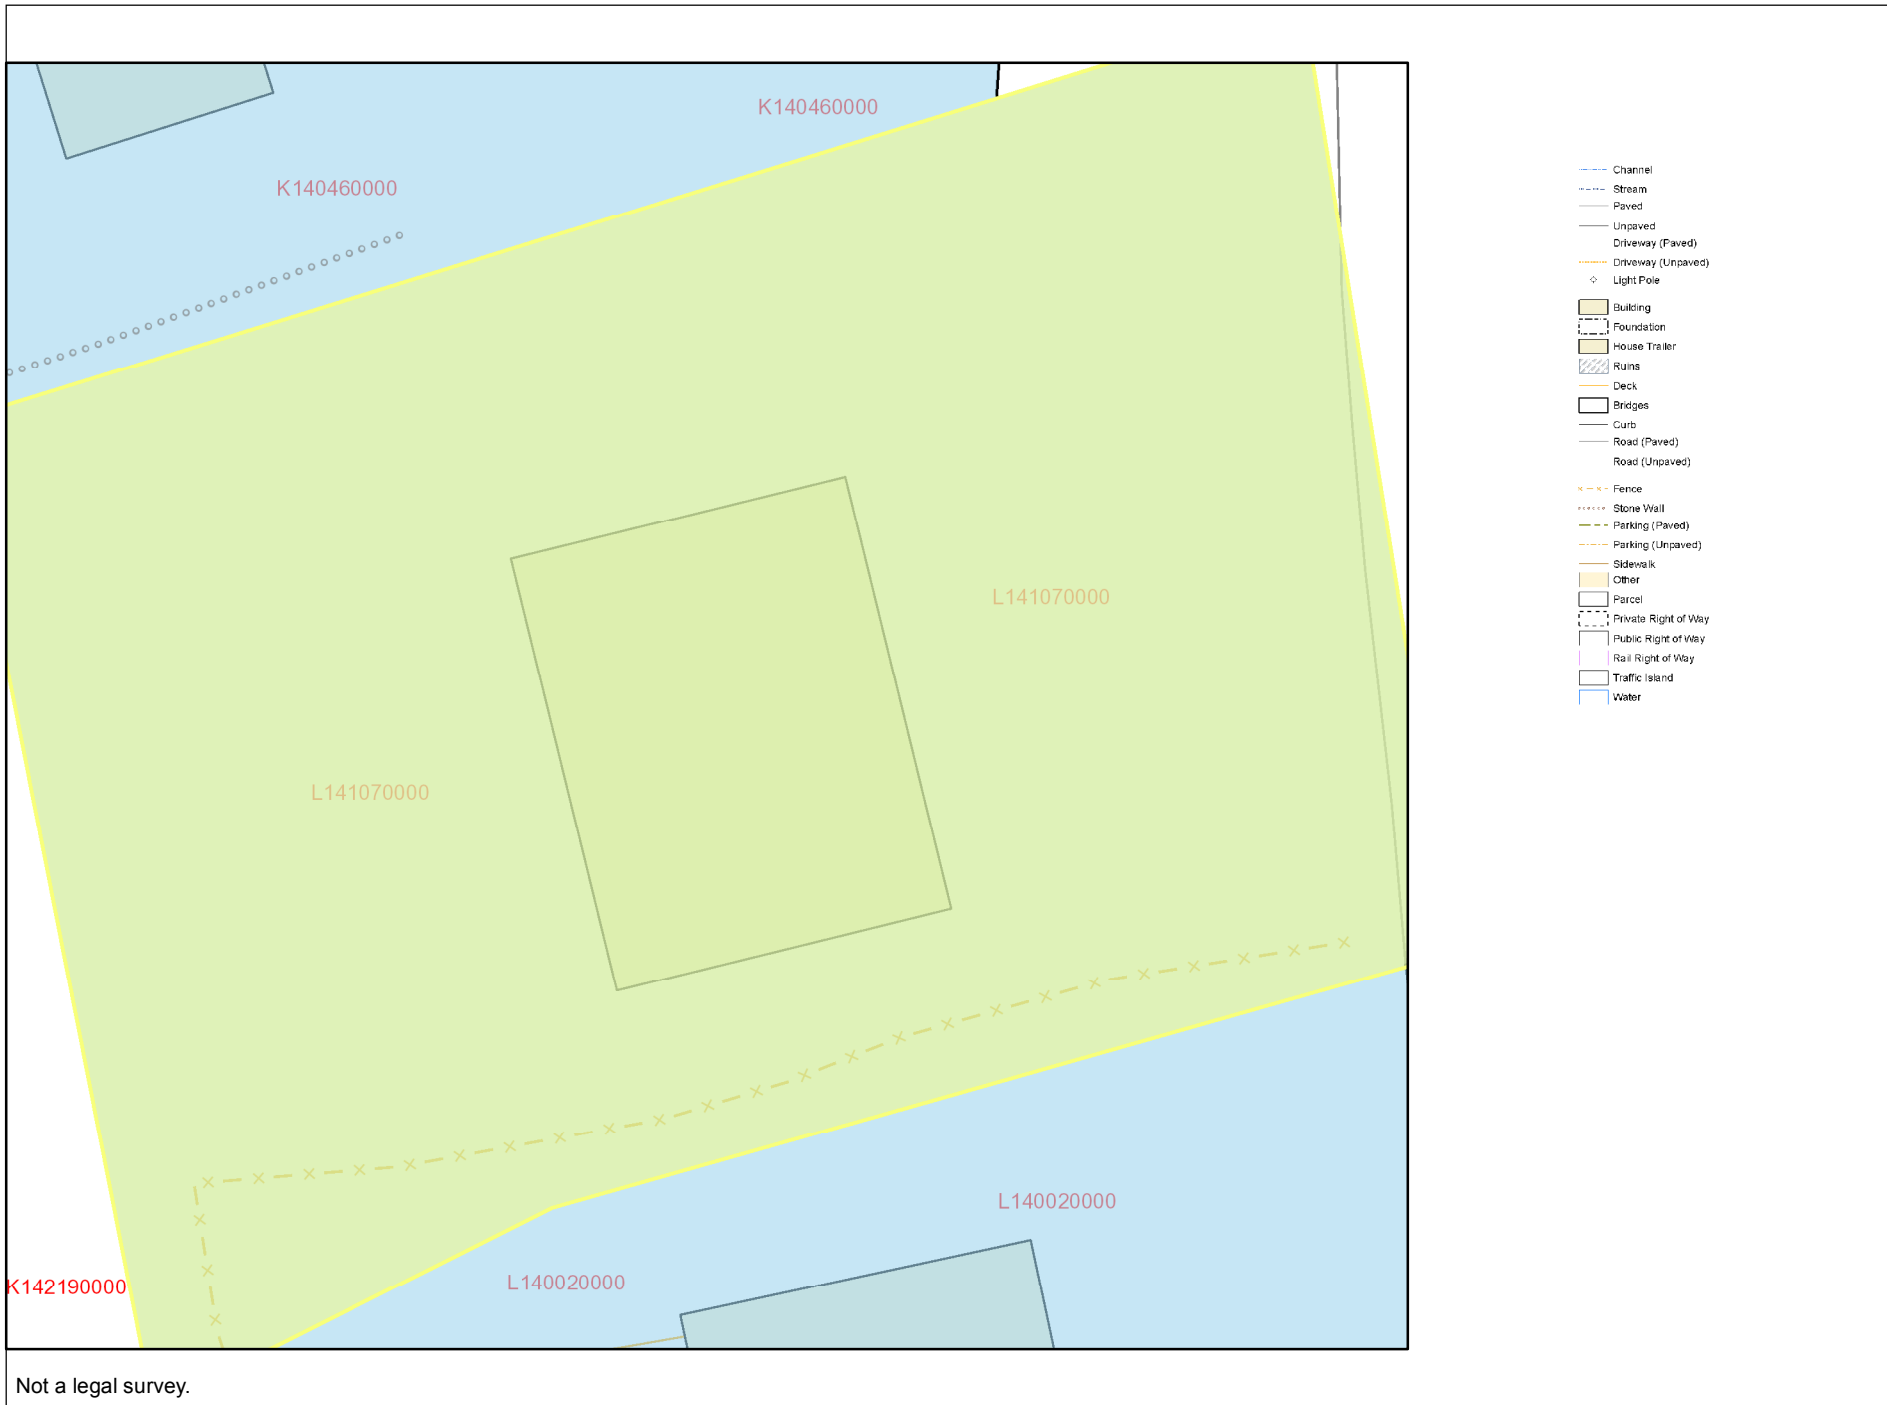 K140460000
K140460000
L141070000
L141070000
L140020000
L140020000
K142190000
Channel
Stream
Paved
Unpaved
Driveway (Paved)
Driveway (Unpaved)
Light Pole
Building
Foundation
House Trailer
Ruins
Deck
Bridges
Curb
Road (Paved)
Road (Unpaved)
Fence
Stone Wall
Parking (Paved)
Parking (Unpaved)
Sidewalk
Other
Parcel
Private Right of Way
Public Right of Way
Rail Right of Way
Traffic Island
Water
Not a legal survey.